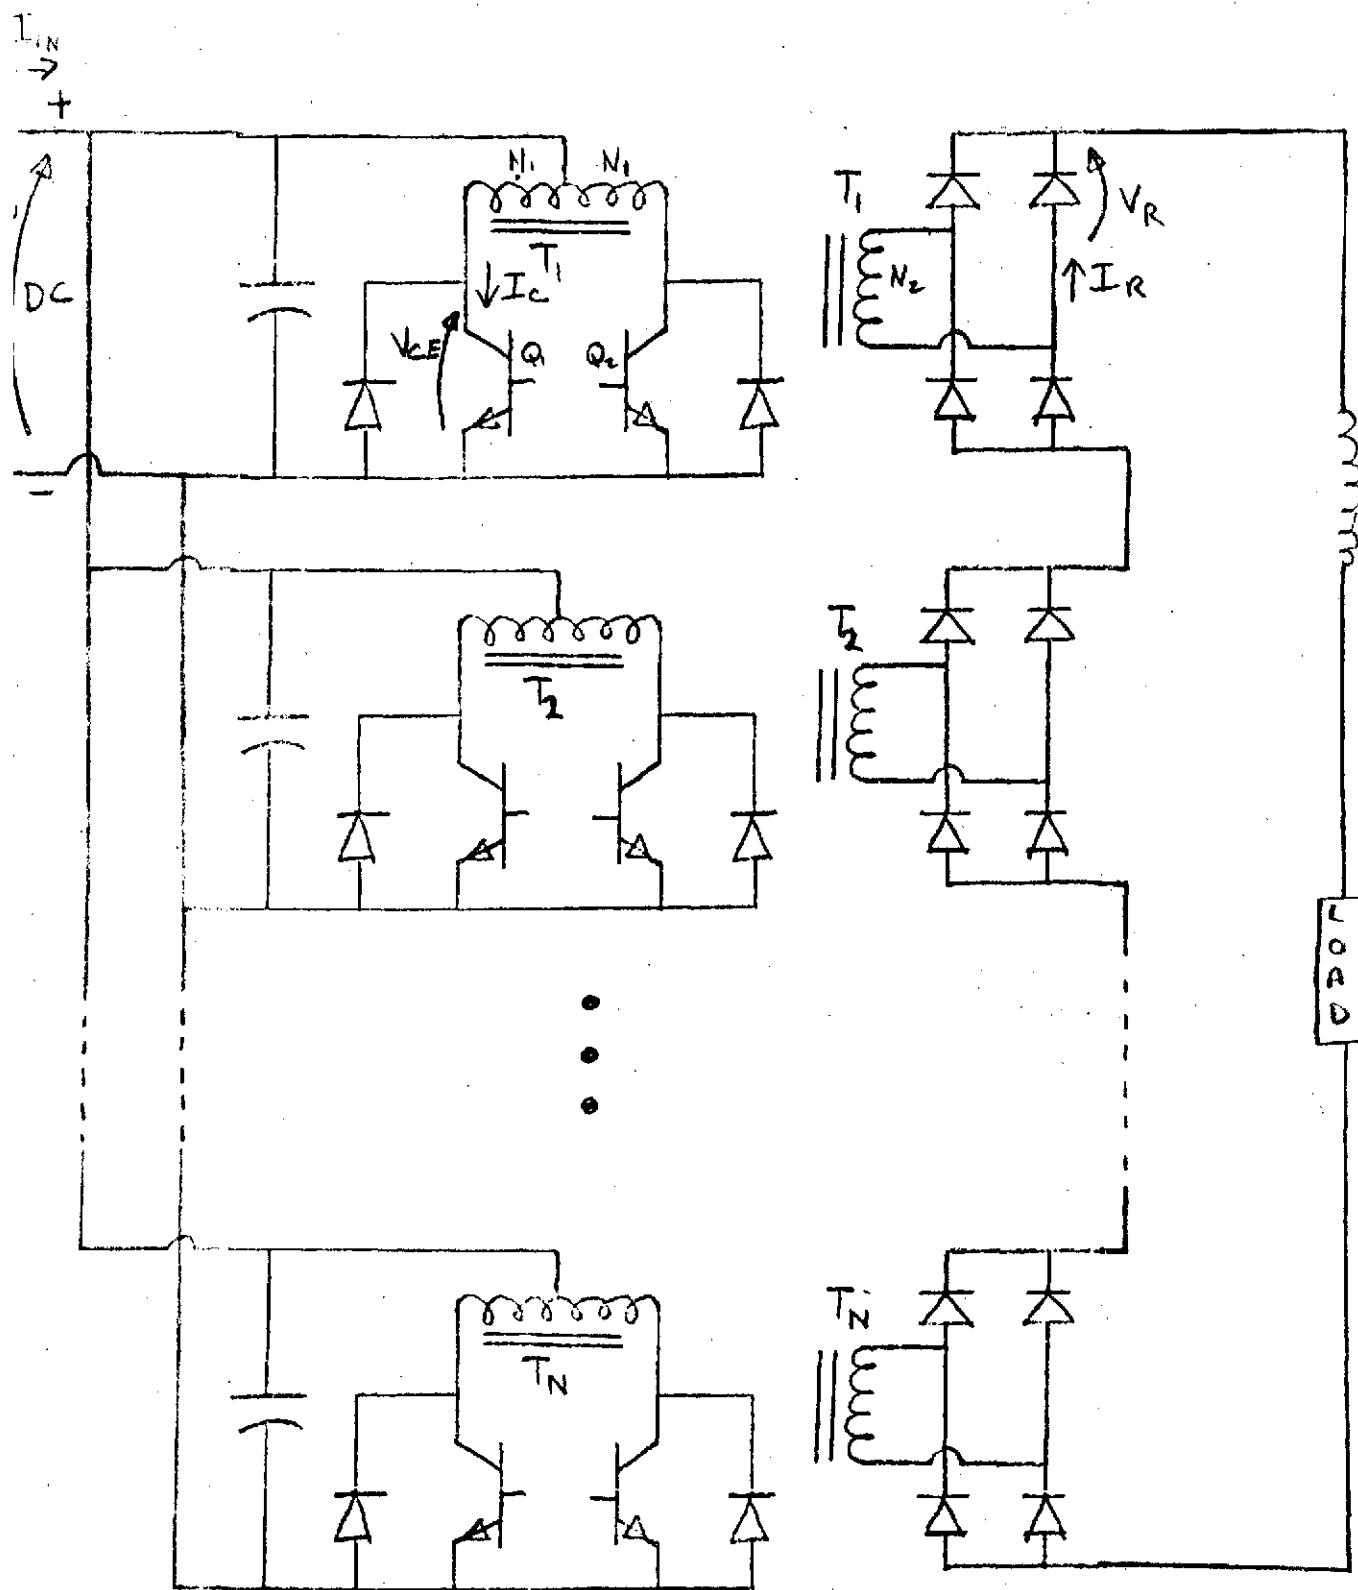 I_IN
→
+
DC
−
N₁ N₁
T₁
I_C
V_CE
Q₁ Q₂
T₁
N₂
V_R
I_R
T₂
T₂
LOAD
T_N
T_N